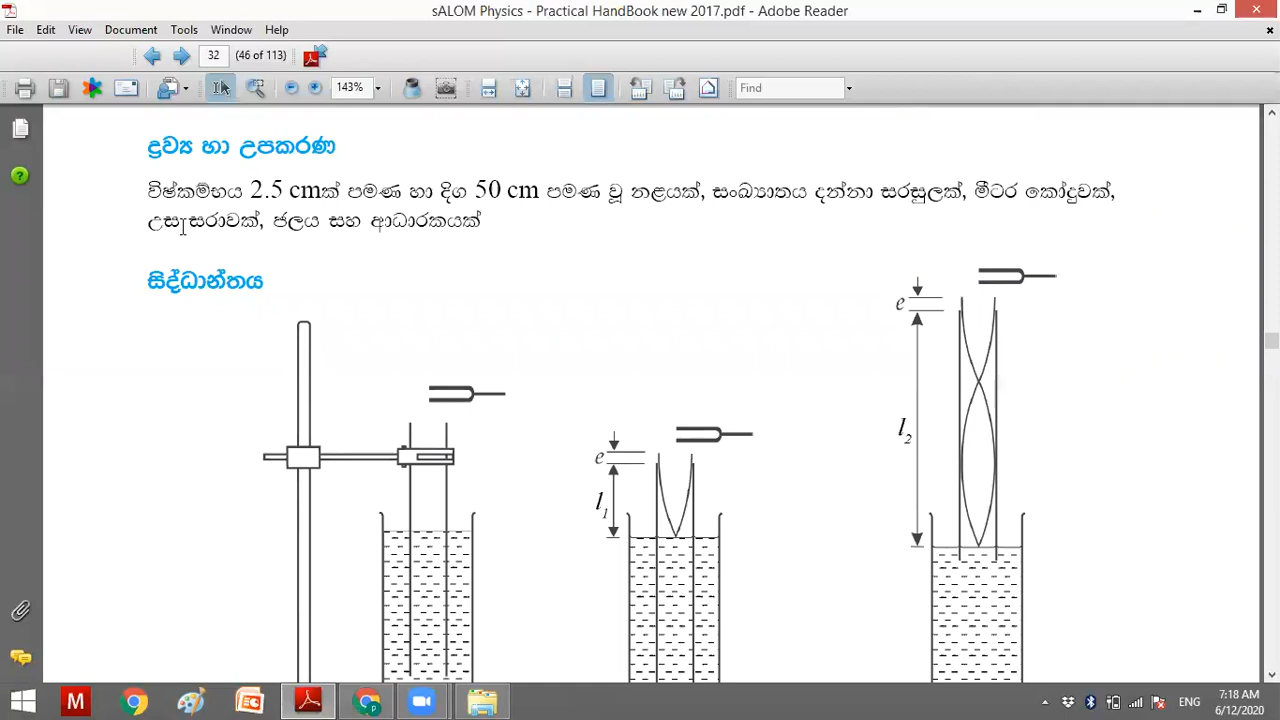 sALOM Physics - Practical HandBook new 2017.pdf - Adobe Reader
File Edit View Document Tools Window Help
32 (46 of 113)
143% Find
ද්‍රව්‍ය හා උපකරණ
විෂ්කම්භය 2.5 cmක් පමණ හා දිග 50 cm පමණ වූ නළයක්, සංඛ්‍යාතය දන්නා සරසුලක්, මීටර කෝදුවක්,
උස් සරාවක්, ජලය සහ ආධාරකයක්
සිද්ධාන්තය
e
e
l2
l1
ENG
7:18 AM
6/12/2020